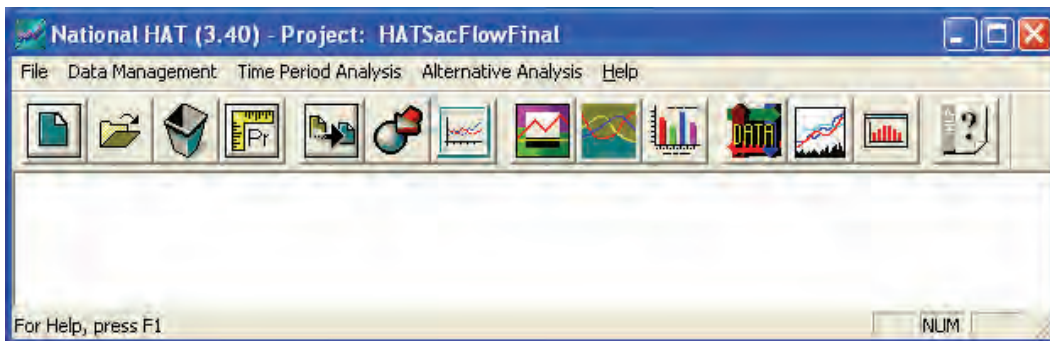 National HAT (3.40) - Project: HATSacFlowFinal
File Data Management Time Period Analysis Alternative Analysis Help
Pr DATA HELP ?
For Help, press F1 NUM